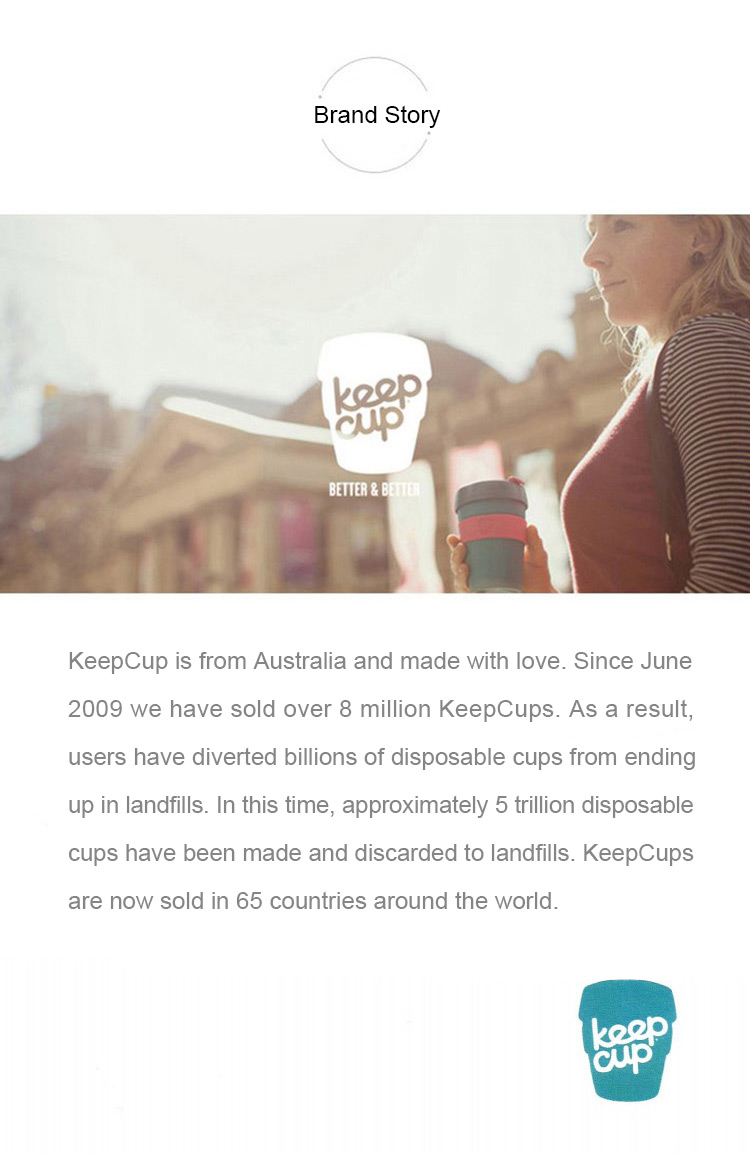 Brand Story
keep
cup
BETTER & BETTER
KeepCup is from Australia and made with love. Since June
2009 we have sold over 8 million KeepCups. As a result,
users have diverted billions of disposable cups from ending
up in landfills. In this time, approximately 5 trillion disposable
cups have been made and discarded to landfills. KeepCups
are now sold in 65 countries around the world.
keep
cup